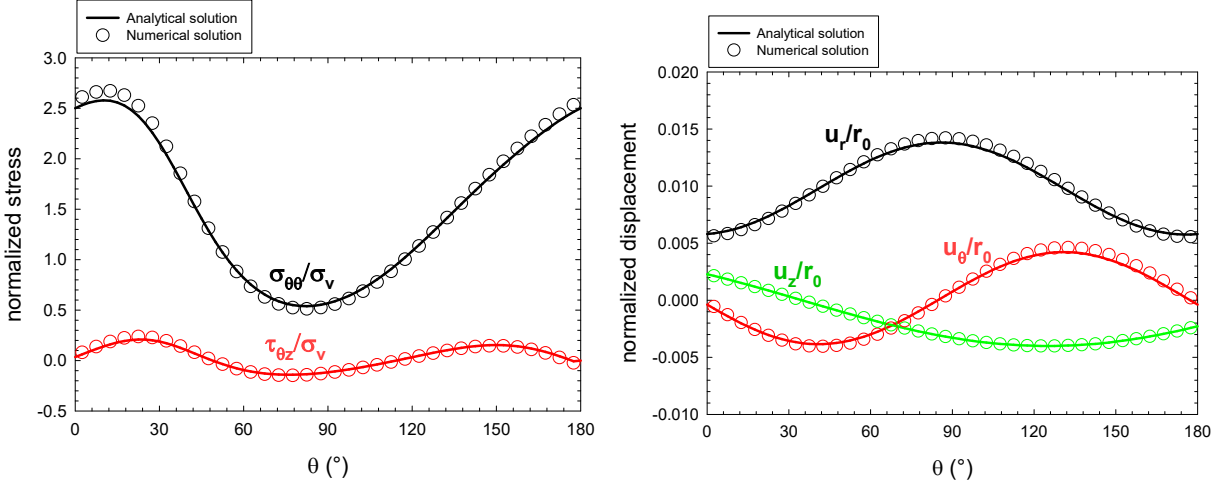 Analytical solution
Numerical solution
normalized stress
3.0
2.5
2.0
1.5
1.0
0.5
0.0
-0.5
σθθ/σv
τθz/σv
0 30 60 90 120 150 180
θ (°)
Analytical solution
Numerical solution
normalized displacement
0.020
0.015
0.010
0.005
0.000
-0.005
-0.010
ur/r0
uθ/r0
uz/r0
0 30 60 90 120 150 180
θ (°)